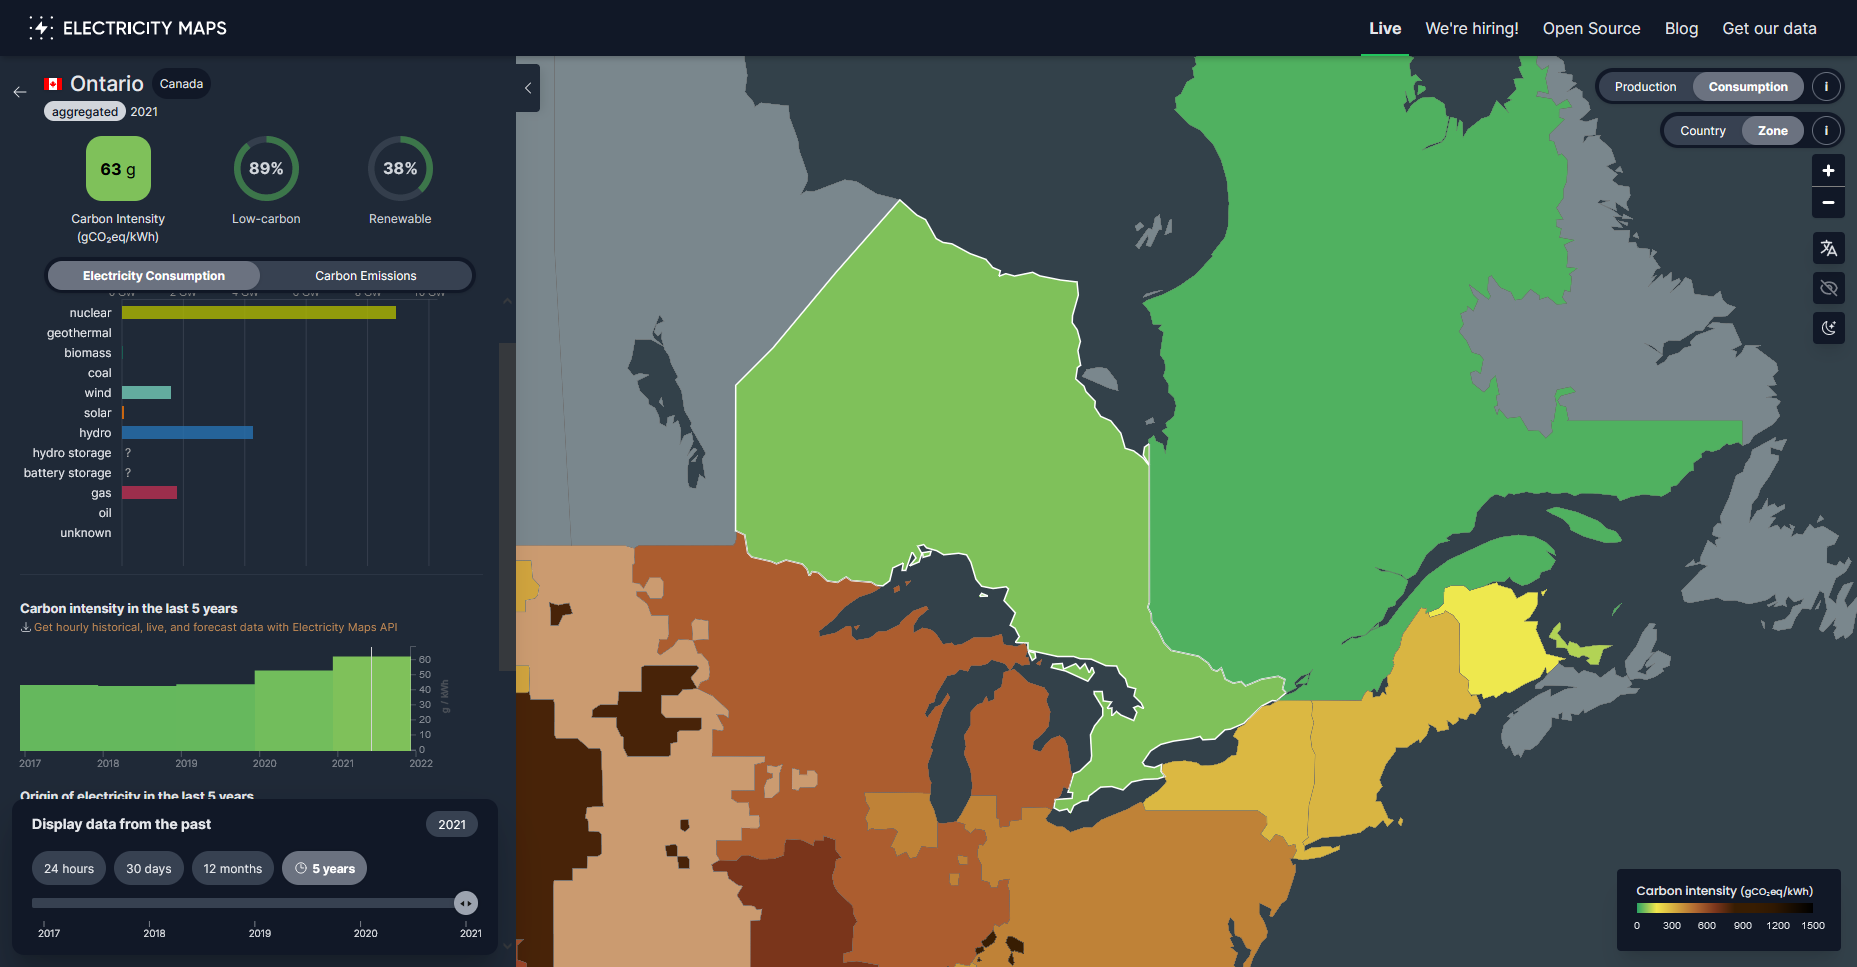 ELECTRICITY MAPS
Live
We're hiring!
Open Source
Blog
Get our data
Ontario
Canada
aggregated 2021
63 g
89%
38%
Carbon Intensity
(gCO₂eq/kWh)
Low-carbon
Renewable
Electricity Consumption
Carbon Emissions
nuclear
geothermal
biomass
coal
wind
solar
hydro
hydro storage ?
battery storage ?
gas
oil
unknown
Carbon intensity in the last 5 years
Get hourly historical, live, and forecast data with Electricity Maps API
60
50
40
30
20
10
0
g / kWh
2017 2018 2019 2020 2021 2022
Origin of electricity in the last 5 years
Display data from the past
2021
24 hours
30 days
12 months
5 years
2017 2018 2019 2020 2021
Production
Consumption
i
Country
Zone
i
Carbon intensity (gCO₂eq/kWh)
0 300 600 900 1200 1500